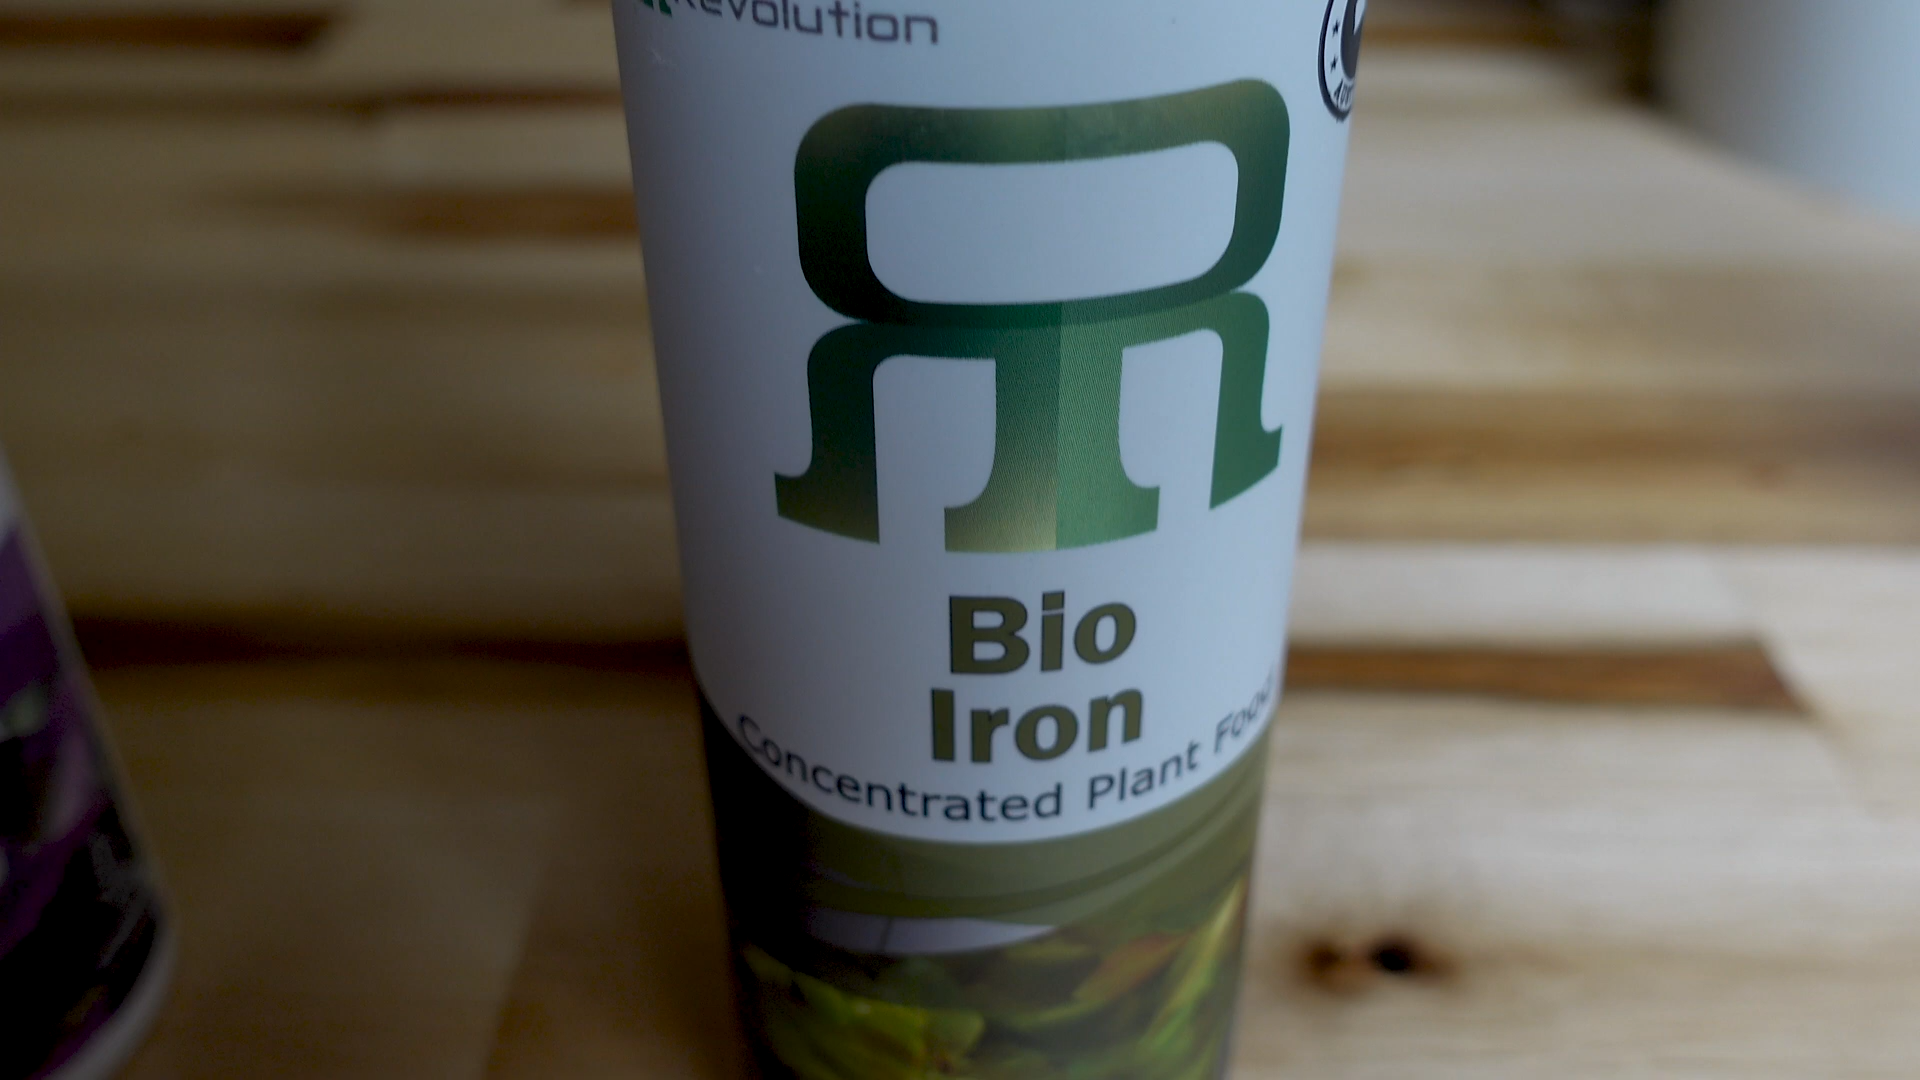 Revolution
Bio
Iron
Concentrated Plant Food